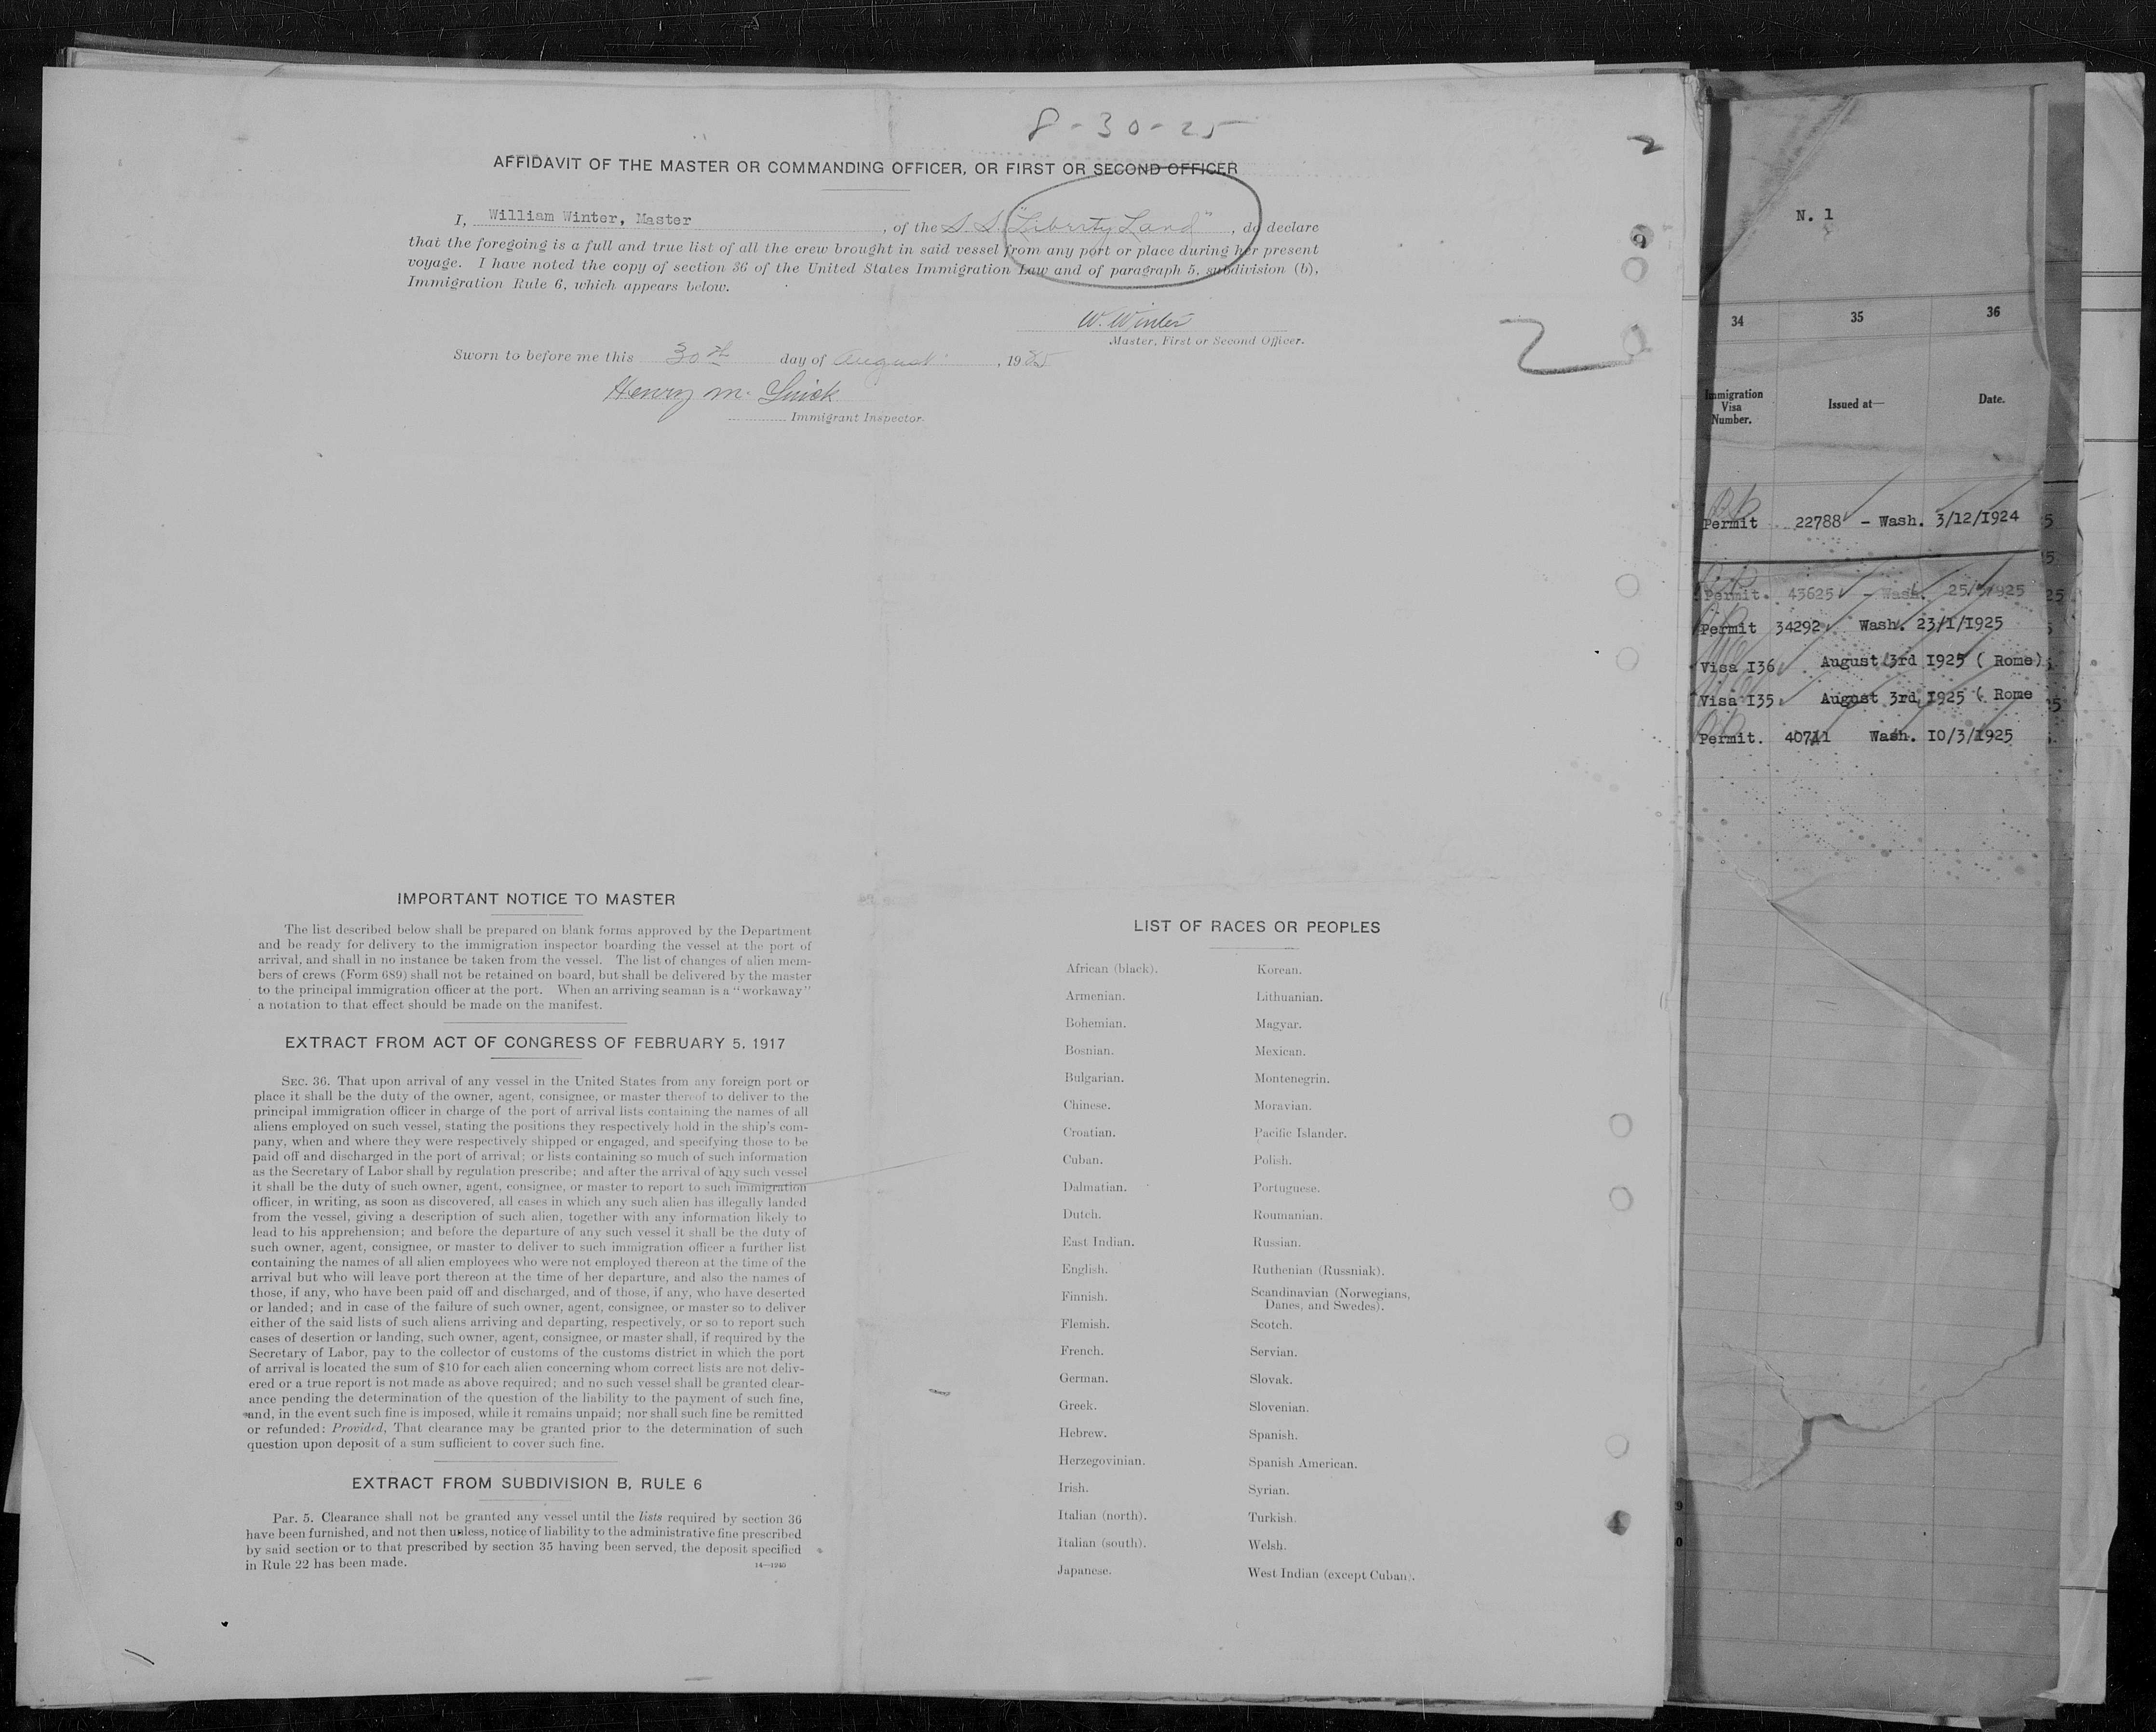 8-30-25
2
AFFIDAVIT OF THE MASTER OR COMMANDING OFFICER, OR FIRST OR SECOND OFFICER
I, William Winter, Master, of the S. S. "Liberty Land", do declare
that the foregoing is a full and true list of all the crew brought in said vessel from any port or place during her present
voyage. I have noted the copy of section 36 of the United States Immigration Law and of paragraph 5, subdivision (b),
Immigration Rule 6, which appears below.
W. Winter
Master, First or Second Officer.
Sworn to before me this 30th day of August, 1925
Henry M.
Immigrant Inspector.
2
9
IMPORTANT NOTICE TO MASTER
The list described below shall be prepared on blank forms approved by the Department
and be ready for delivery to the immigration inspector boarding the vessel at the port of
arrival, and shall in no instance be taken from the vessel. The list of changes of alien mem-
bers of crews (Form 689) shall not be retained on board, but shall be delivered by the master
to the principal immigration officer at the port. When an arriving seaman is a "workaway"
a notation to that effect should be made on the manifest.
EXTRACT FROM ACT OF CONGRESS OF FEBRUARY 5, 1917
SEC. 36. That upon arrival of any vessel in the United States from any foreign port or
place it shall be the duty of the owner, agent, consignee, or master thereof to deliver to the
principal immigration officer in charge of the port of arrival lists containing the names of all
aliens employed on such vessel, stating the positions they respectively hold in the ship's com-
pany, when and where they were respectively shipped or engaged, and specifying those to be
paid off and discharged in the port of arrival; or lists containing so much of such information
as the Secretary of Labor shall by regulation prescribe; and after the arrival of any such vessel
it shall be the duty of such owner, agent, consignee, or master to report to such immigration
officer, in writing, as soon as discovered, all cases in which any such alien has illegally landed
from the vessel, giving a description of such alien, together with any information likely to
lead to his apprehension; and before the departure of any such vessel it shall be the duty of
such owner, agent, consignee, or master to deliver to such immigration officer a further list
containing the names of all alien employees who were not employed thereon at the time of the
arrival but who will leave port thereon at the time of her departure, and also the names of
those, if any, who have been paid off and discharged, and of those, if any, who have deserted
or landed; and in case of the failure of such owner, agent, consignee, or master so to deliver
either of the said lists of such aliens arriving and departing, respectively, or so to report such
cases of desertion or landing, such owner, agent, consignee, or master shall, if required by the
Secretary of Labor, pay to the collector of customs of the customs district in which the port
of arrival is located the sum of $10 for each alien concerning whom correct lists are not deliv-
ered or a true report is not made as above required; and no such vessel shall be granted clear-
ance pending the determination of the question of the liability to the payment of such fine,
and, in the event such fine is imposed, while it remains unpaid; nor shall such fine be remitted
or refunded: Provided, That clearance may be granted prior to the determination of such
question upon deposit of a sum sufficient to cover such fine.
EXTRACT FROM SUBDIVISION B, RULE 6
Par. 5. Clearance shall not be granted any vessel until the lists required by section 36
have been furnished, and not then unless, notice of liability to the administrative fine prescribed
by said section or to that prescribed by section 35 having been served, the deposit specified
in Rule 22 has been made.
14—1240
LIST OF RACES OR PEOPLES
African (black). Korean.
Armenian. Lithuanian.
Bohemian. Magyar.
Bosnian. Mexican.
Bulgarian. Montenegrin.
Chinese. Moravian.
Croatian. Pacific Islander.
Cuban. Polish.
Dalmatian. Portuguese.
Dutch. Roumanian.
East Indian. Russian.
English. Ruthenian (Russniak).
Finnish. Scandinavian (Norwegians,
Danes, and Swedes).
Flemish. Scotch.
French. Servian.
German. Slovak.
Greek. Slovenian.
Hebrew. Spanish.
Herzegovinian. Spanish American.
Irish. Syrian.
Italian (north). Turkish.
Italian (south). Welsh.
Japanese. West Indian (except Cuban).
N. 1
34 35 36
Immigration
Visa
Number.
Issued at—
Date.
Permit 22788 - Wash. 3/12/1924
Permit. 43625 - Wash. 25/5/1925
Permit 34292 Wash. 23/1/1925
Visa I36 August 3rd 1925 ( Rome)
Visa I35 August 3rd 1925 ( Rome
Permit. 40711 Wash. 10/3/1925